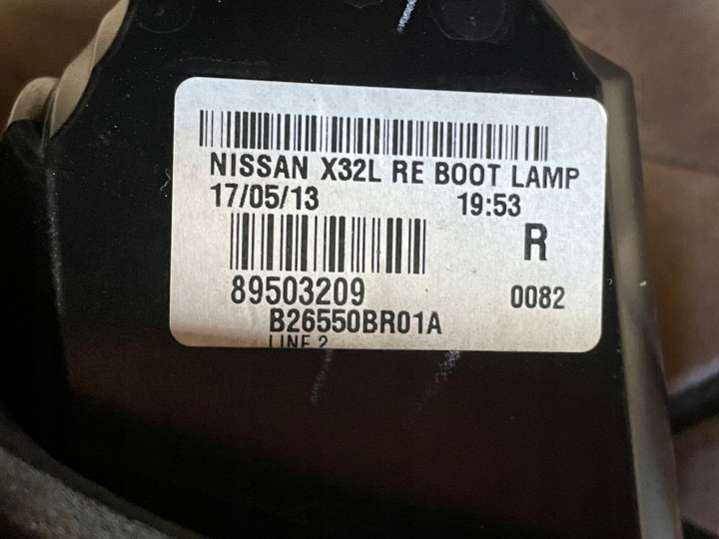 NISSAN X32L RE BOOT LAMP
17/05/13 19:53
R
89503209 0082
B26550BR01A
LINE 2